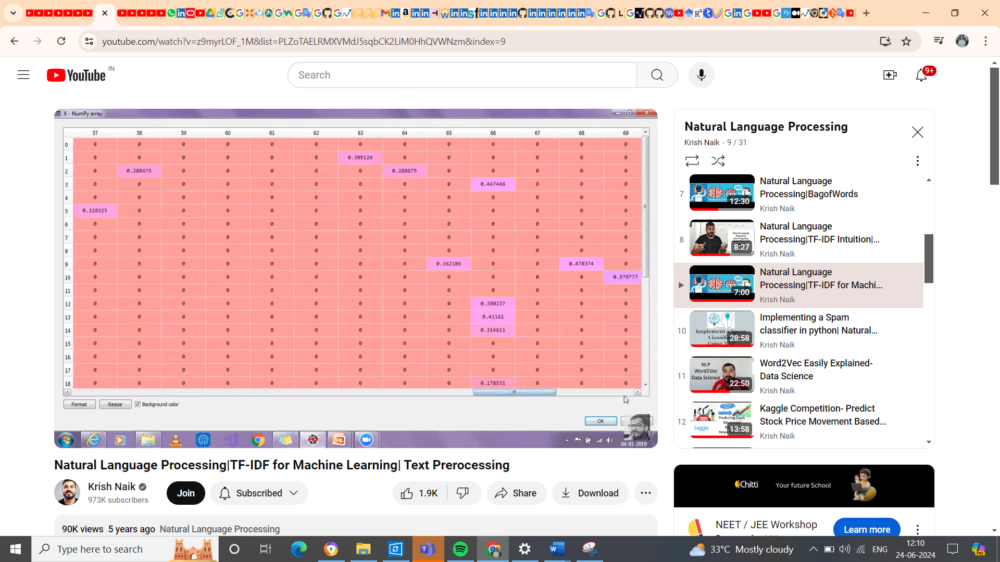 youtube.com/watch?v=z9myrLOF_1M&list=PLZoTAELRMXVMdJ5sqbCK2LiM0HhQVWNzm&index=9
YouTube IN
Search
9+
X - NumPy array
57 58 59 60 61 62 63 64 65 66 67 68 69
0 0 0 0 0 0 0 0 0 0 0 0 0 0
1 0 0 0 0 0 0 0.305126 0 0 0 0 0 0
2 0 0.288675 0 0 0 0 0 0.288675 0 0 0 0 0
3 0 0 0 0 0 0 0 0 0 0.467466 0 0 0
4 0 0 0 0 0 0 0 0 0 0 0 0 0
5 0.328325 0 0 0 0 0 0 0 0 0 0 0 0
6 0 0 0 0 0 0 0 0 0 0 0 0 0
7 0 0 0 0 0 0 0 0 0 0 0 0 0
8 0 0 0 0 0 0 0 0 0 0 0 0 0
9 0 0 0 0 0 0 0 0 0.362186 0 0 0.478374 0
10 0 0 0 0 0 0 0 0 0 0 0 0 0.579777
11 0 0 0 0 0 0 0 0 0 0 0 0 0
12 0 0 0 0 0 0 0 0 0 0.390237 0 0 0
13 0 0 0 0 0 0 0 0 0 0.41161 0 0 0
14 0 0 0 0 0 0 0 0 0 0.314611 0 0 0
15 0 0 0 0 0 0 0 0 0 0 0 0 0
16 0 0 0 0 0 0 0 0 0 0 0 0 0
17 0 0 0 0 0 0 0 0 0 0 0 0 0
18 0 0 0 0 0 0 0 0 0 0.178531 0 0 0
Format Resize Background color
OK
04-01-2019
Natural Language Processing|TF-IDF for Machine Learning| Text Prerocessing
Krish Naik
973K subscribers
Join
Subscribed
1.9K
Share
Download
90K views 5 years ago Natural Language Processing
Natural Language Processing
Krish Naik - 9 / 31
7
12:30
Natural Language
Processing|BagofWords
Krish Naik
8
8:27
Natural Language
Processing|TF-IDF Intuition|...
Krish Naik
7:00
Natural Language
Processing|TF-IDF for Machi...
Krish Naik
10
Implement a Spam
28:58
Implementing a Spam
classifier in python| Natural...
Krish Naik
11
NLP
Word2Vec
Data Science
22:50
Word2Vec Easily Explained-
Data Science
Krish Naik
12
Predicting Stock
kaggle
13:58
Kaggle Competition- Predict
Stock Price Movement Based...
Krish Naik
Chitti
Your future School
NEET / JEE Workshop
Learn more
Type here to search
33°C Mostly cloudy
ENG
12:10
24-06-2024